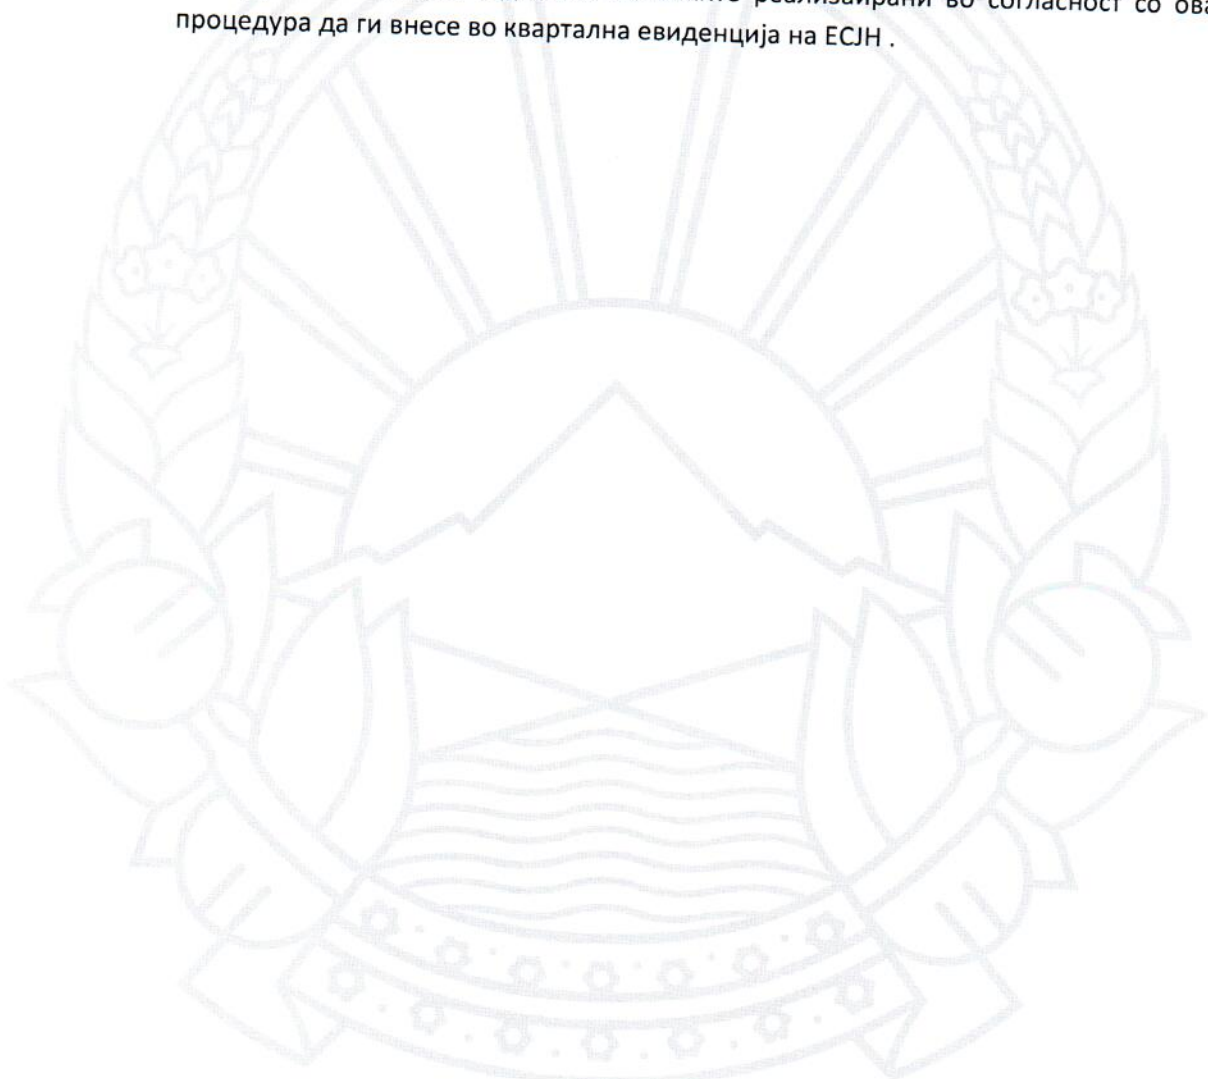 реализирани во согласност со ова
процедура да ги внесе во квартална евиденција на ЕСЈН .